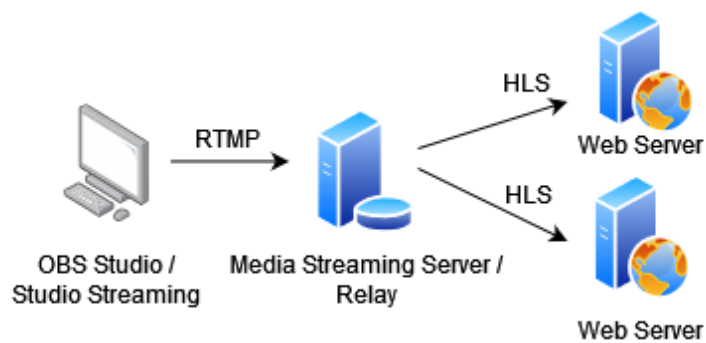 HLS
Web Server
RTMP
HLS
OBS Studio /
Studio Streaming
Media Streaming Server /
Relay
Web Server